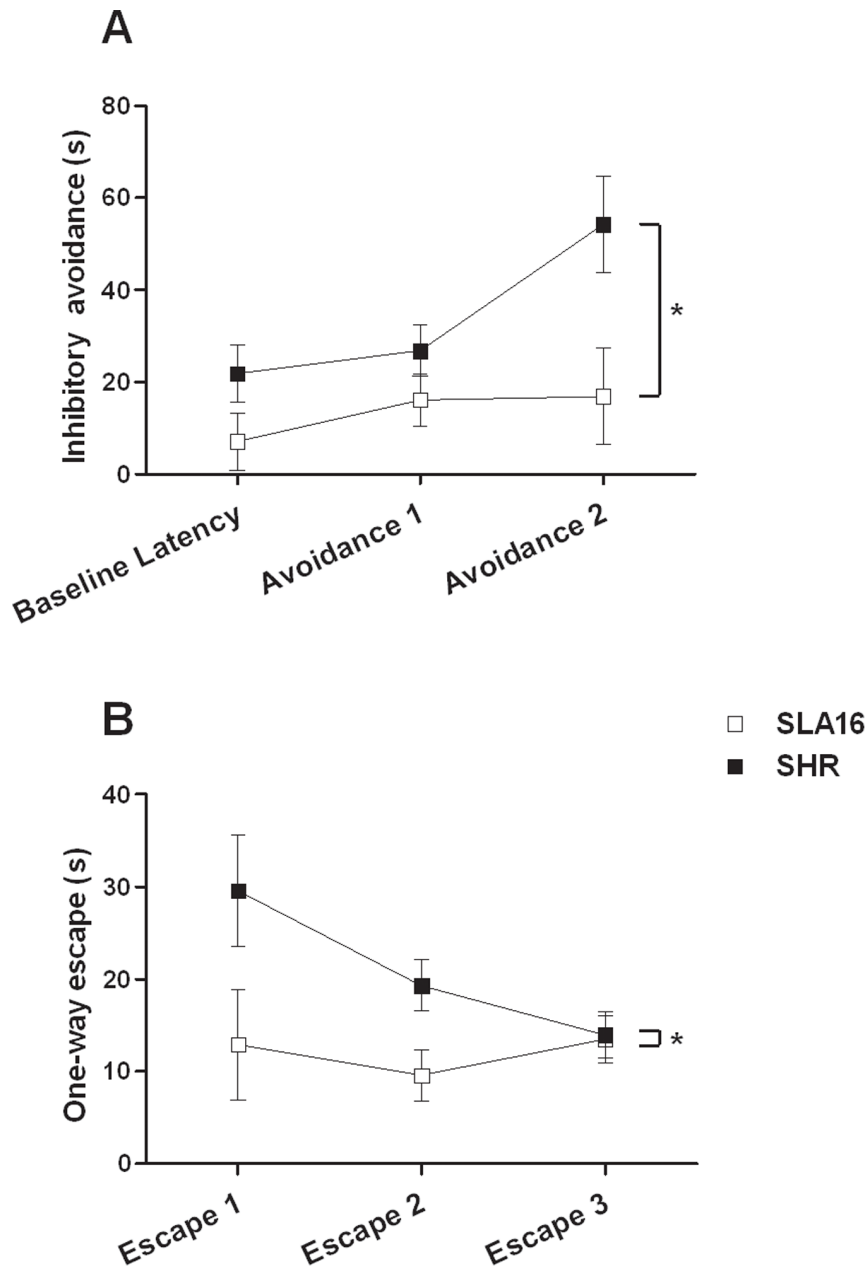 A
Inhibitory avoidance (s)
80
60
40
20
0
*
Baseline Latency
Avoidance 1
Avoidance 2
B
SLA16
SHR
One-way escape (s)
40
30
20
10
0
*
Escape 1
Escape 2
Escape 3